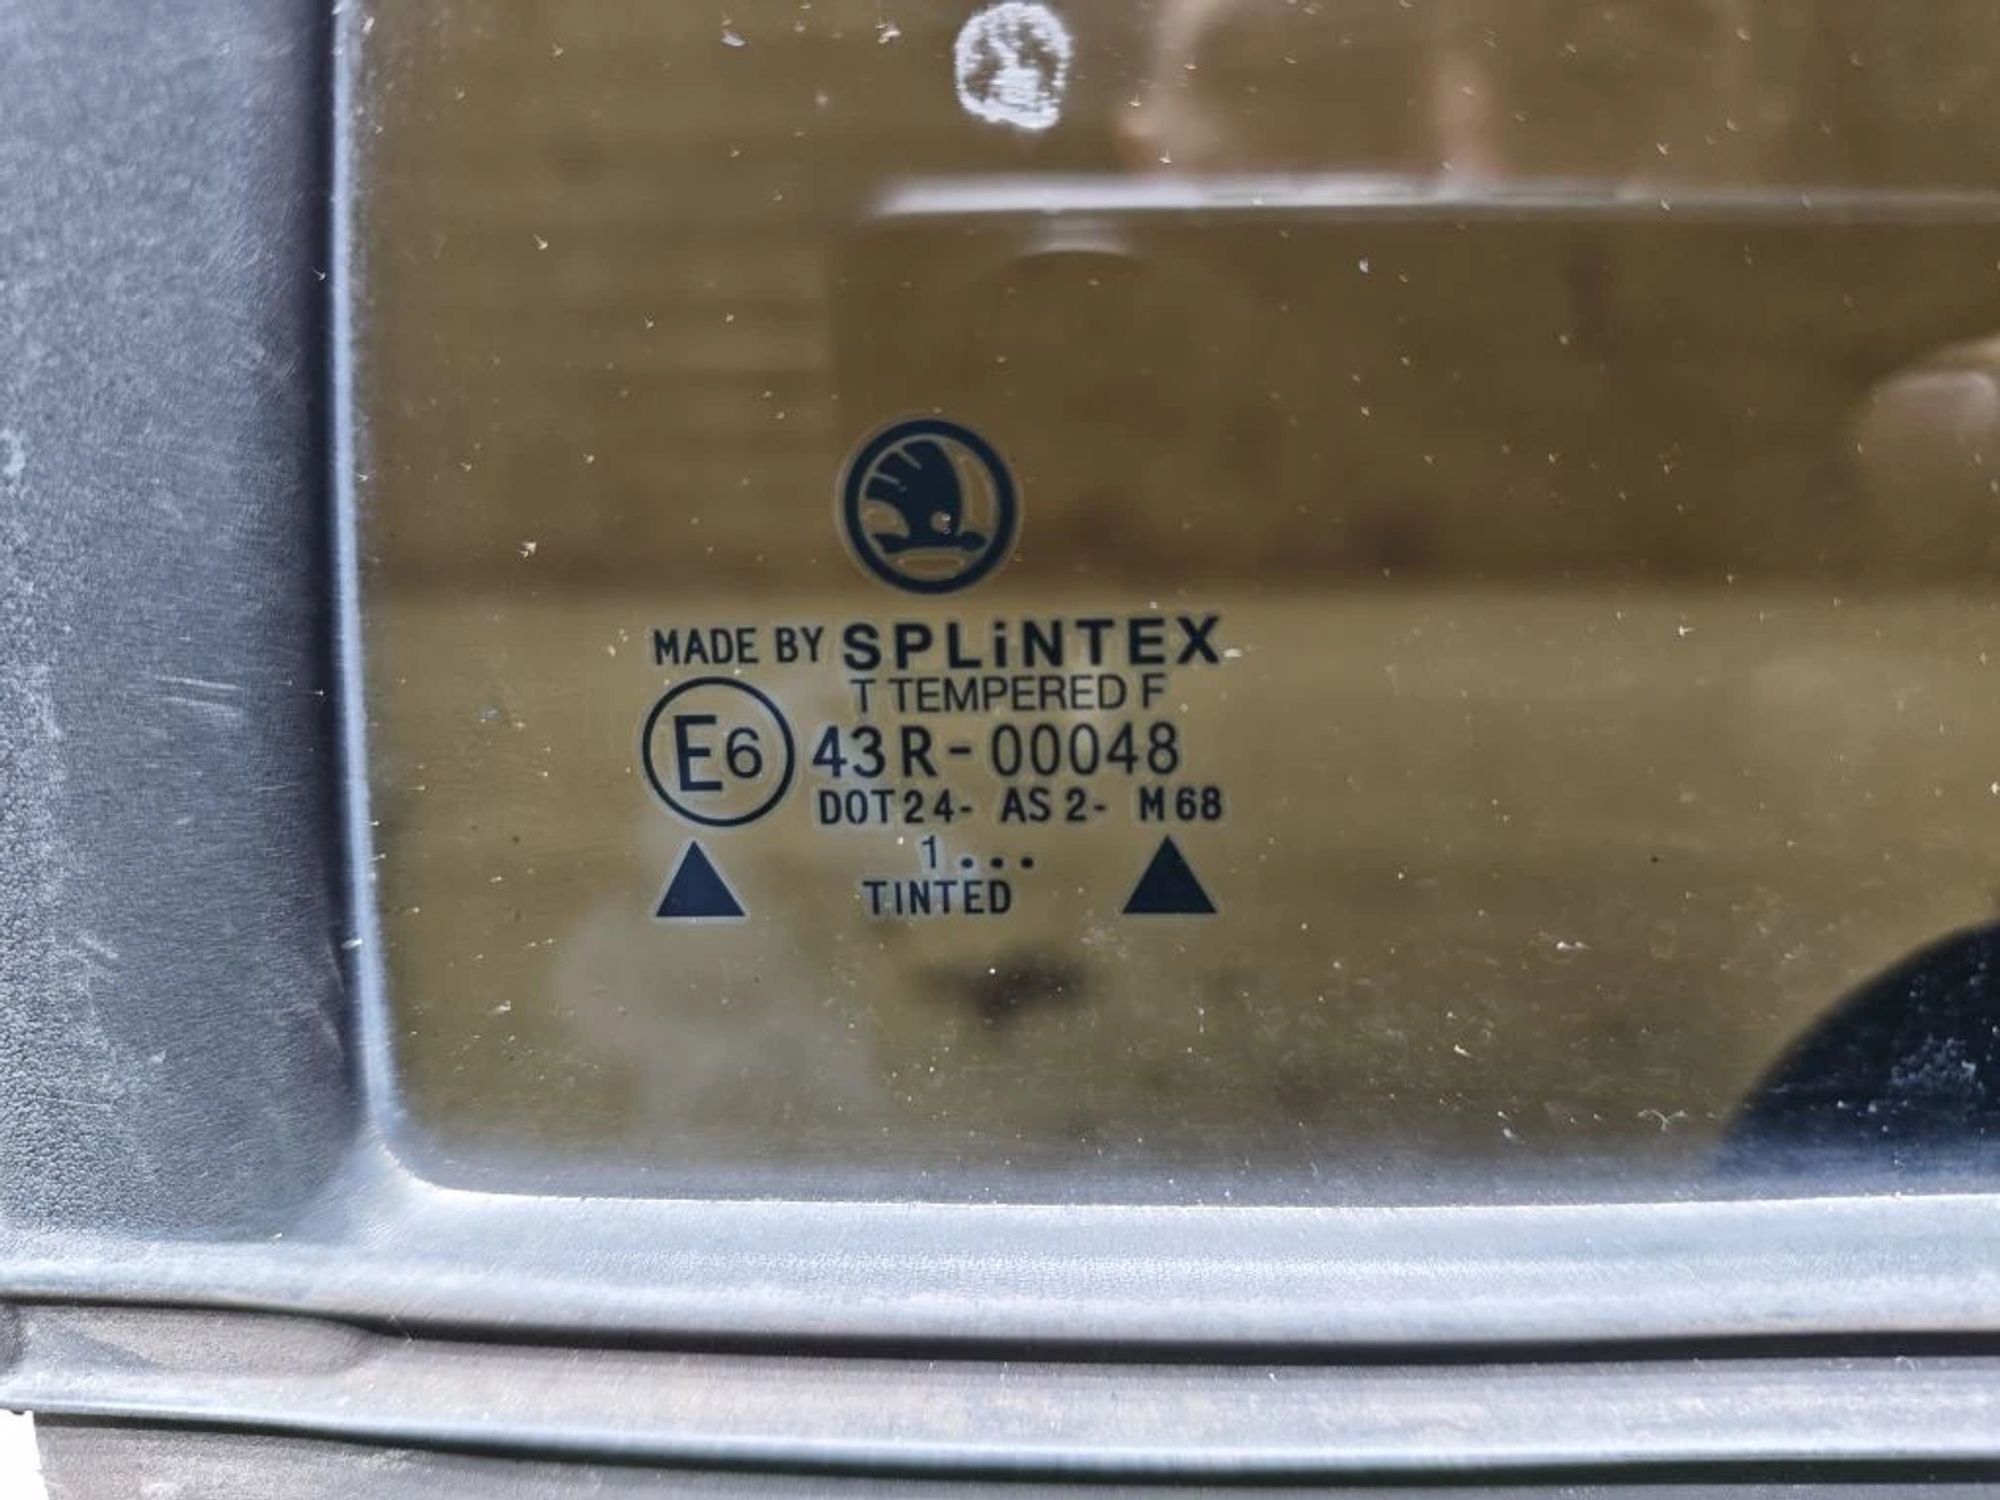 MADE BY SPLiNTEX
T TEMPERED F
E6 43R-00048
DOT24- AS2- M68
1...
TINTED